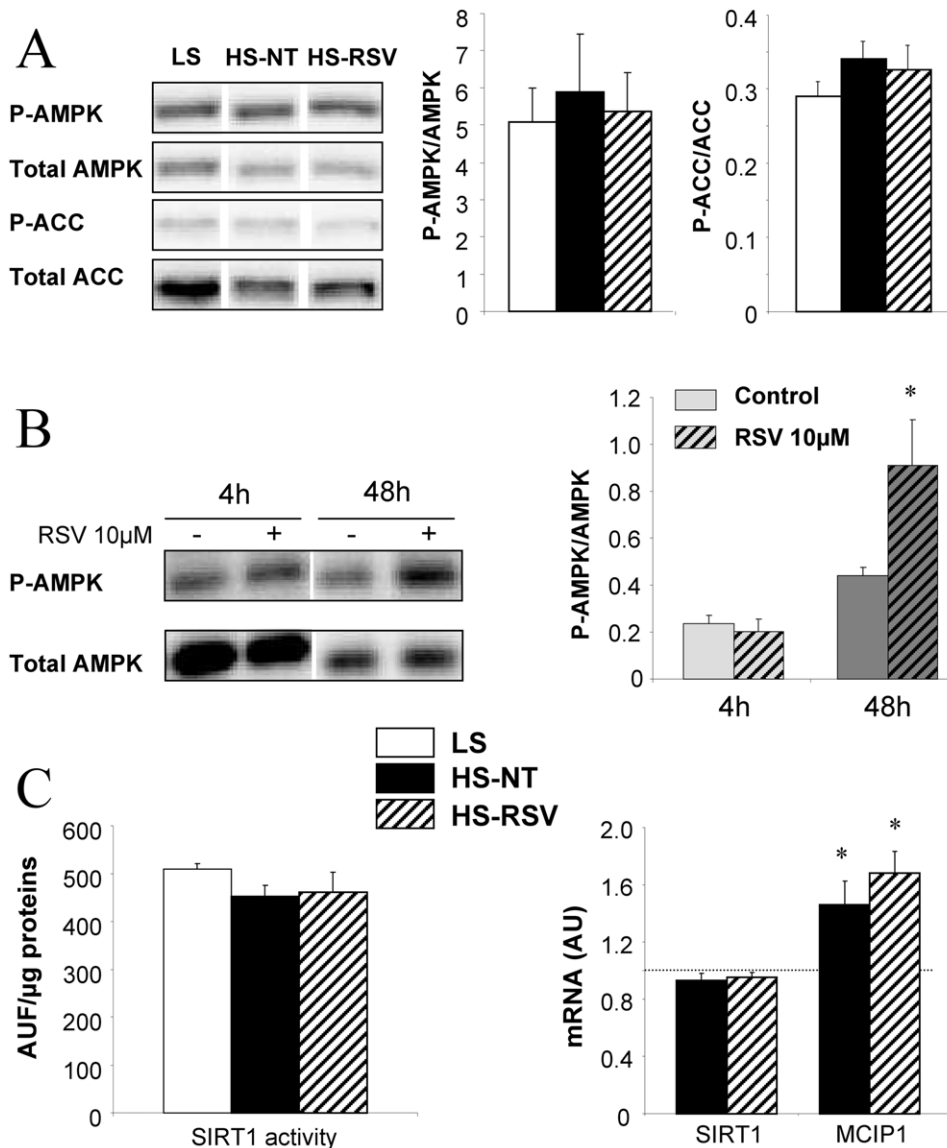 A
LS HS-NT HS-RSV
P-AMPK
Total AMPK
P-ACC
Total ACC
P-AMPK/AMPK
8
7
6
5
4
3
2
1
0
P-ACC/ACC
0.4
0.3
0.2
0.1
0
B
4h 48h
RSV 10µM - + - +
P-AMPK
Total AMPK
P-AMPK/AMPK
1.2
1.0
0.8
0.6
0.4
0.2
0
Control
RSV 10µM
*
4h 48h
LS
HS-NT
HS-RSV
C
AUF/µg proteins
600
500
400
300
200
100
0
SIRT1 activity
mRNA (AU)
2.0
1.6
1.2
0.8
0.4
0
* *
SIRT1 MCIP1